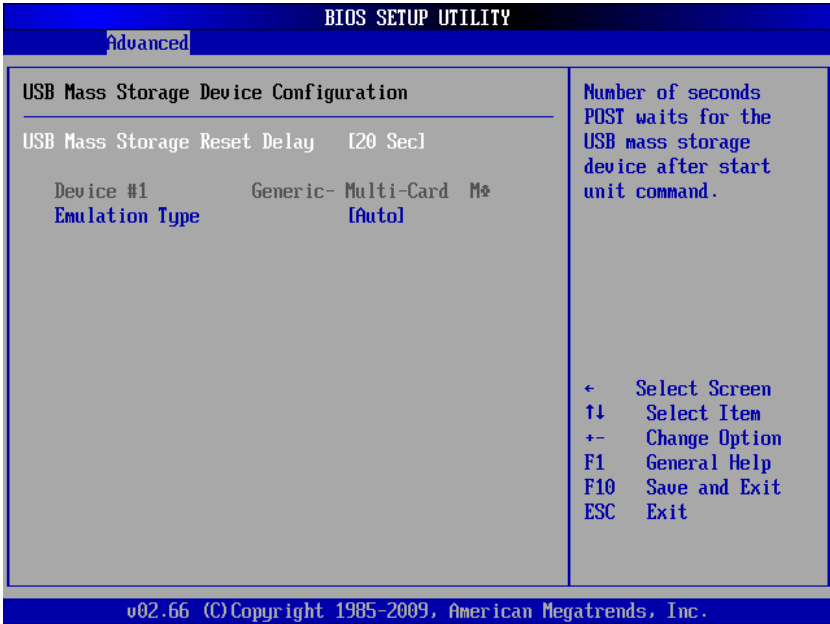 BIOS SETUP UTILITY
Advanced
USB Mass Storage Device Configuration
USB Mass Storage Reset Delay [20 Sec]
Device #1 Generic- Multi-Card M
Emulation Type [Auto]
Number of seconds
POST waits for the
USB mass storage
device after start
unit command.
← Select Screen
↑↓ Select Item
+- Change Option
F1 General Help
F10 Save and Exit
ESC Exit
v02.66 (C)Copyright 1985-2009, American Megatrends, Inc.